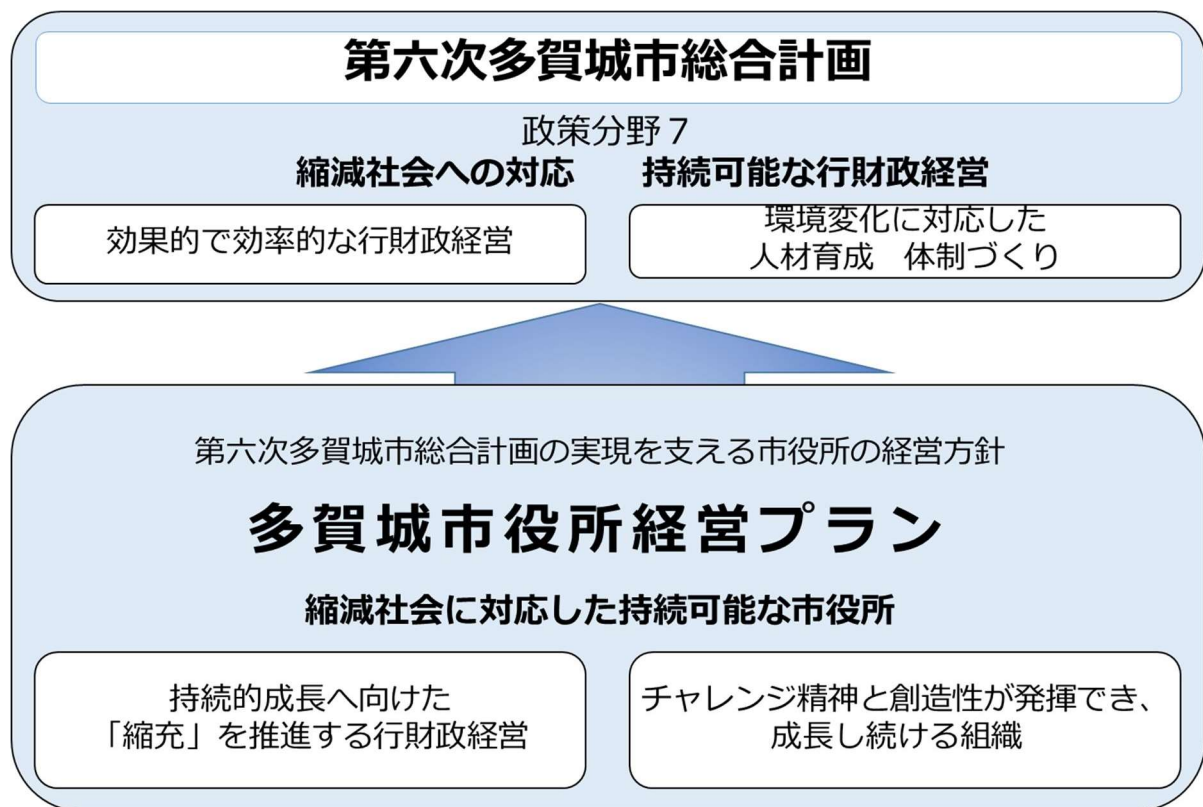 第六次多賀城市総合計画
政策分野７
縮減社会への対応　持続可能な行財政経営
効果的で効率的な行財政経営
環境変化に対応した
人材育成　体制づくり
第六次多賀城市総合計画の実現を支える市役所の経営方針
多賀城市役所経営プラン
縮減社会に対応した持続可能な市役所
持続的成長へ向けた
「縮充」を推進する行財政経営
チャレンジ精神と創造性が発揮でき、
成長し続ける組織